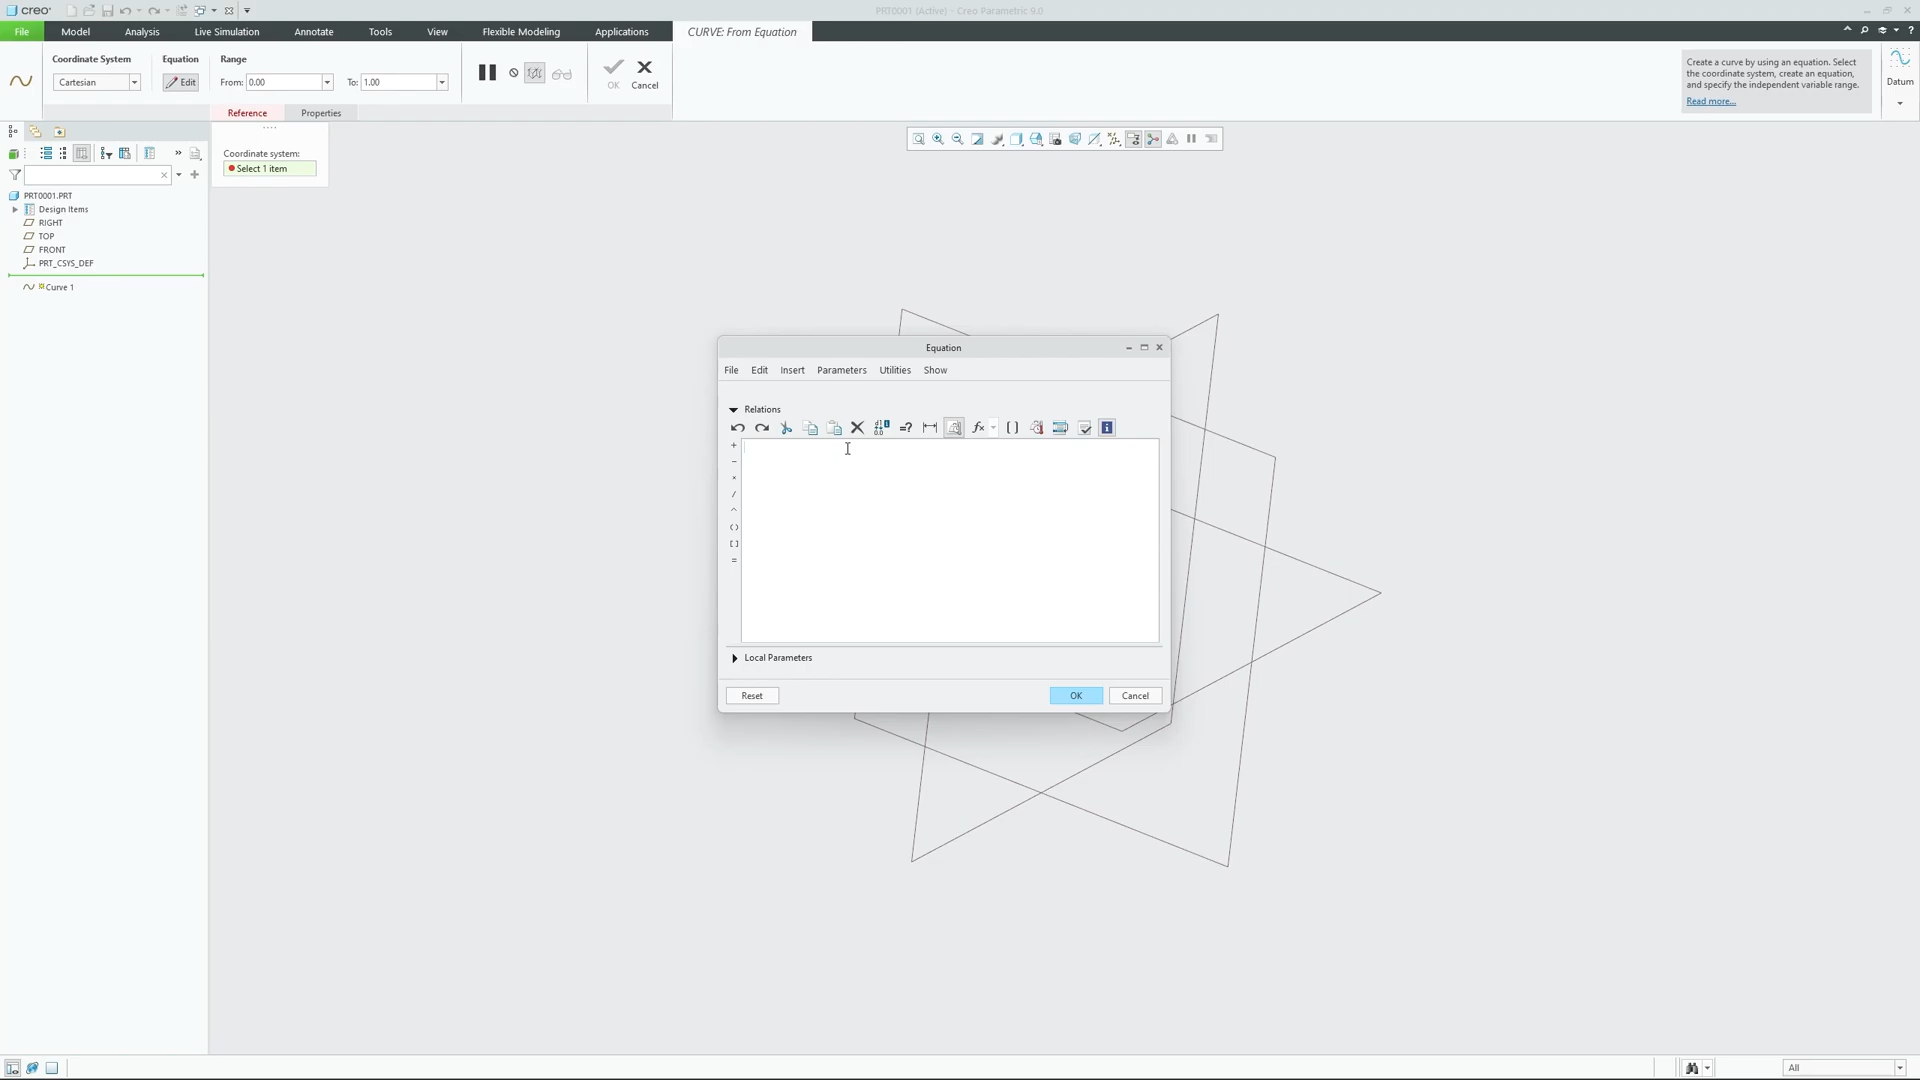 creo
PRT0001 (Active) - Creo Parametric 9.0
File
Model
Analysis
Live Simulation
Annotate
Tools
View
Flexible Modeling
Applications
CURVE: From Equation
Coordinate System
Equation
Range
Cartesian
Edit
From: 0.00
To: 1.00
OK
Cancel
Create a curve by using an equation. Select
the coordinate system, create an equation,
and specify the independent variable range.
Read more...
Datum
Reference
Properties
Coordinate system:
Select 1 item
PRT0001.PRT
Design Items
RIGHT
TOP
FRONT
PRT_CSYS_DEF
Curve 1
Equation
File
Edit
Insert
Parameters
Utilities
Show
Relations
+
-
×
/
^
()
[]
=
Local Parameters
Reset
OK
Cancel
All